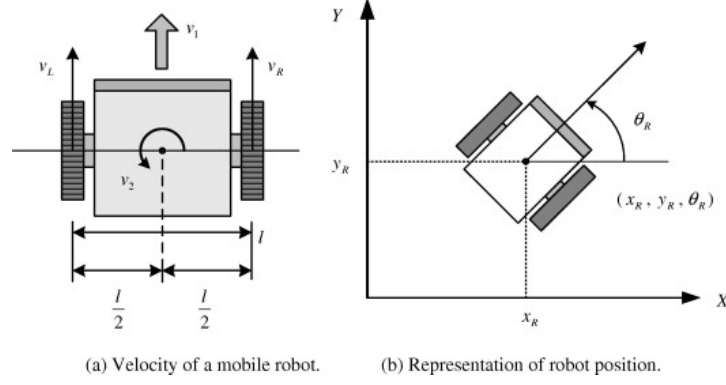 v_1
v_L
v_R
v_2
l
l/2
l/2
(a) Velocity of a mobile robot.
Y
θ_R
y_R
(x_R, y_R, θ_R)
X
x_R
(b) Representation of robot position.